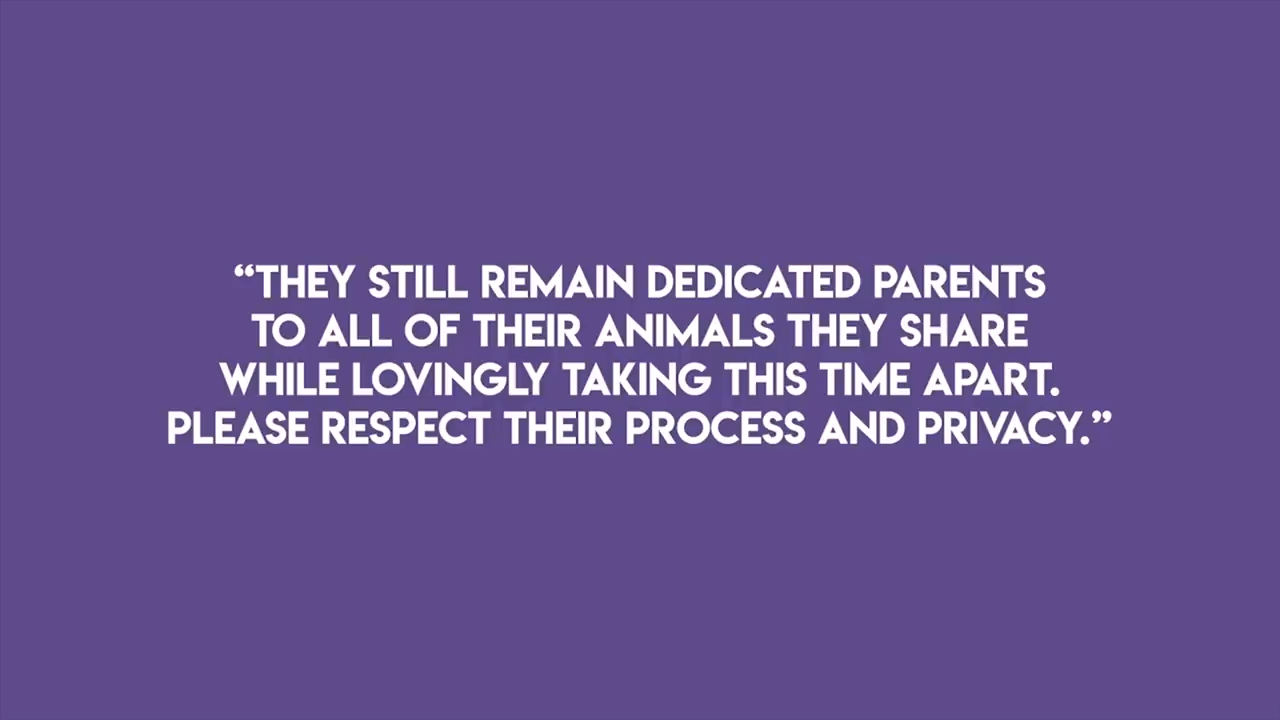 “THEY STILL REMAIN DEDICATED PARENTS
TO ALL OF THEIR ANIMALS THEY SHARE
WHILE LOVINGLY TAKING THIS TIME APART.
PLEASE RESPECT THEIR PROCESS AND PRIVACY.”